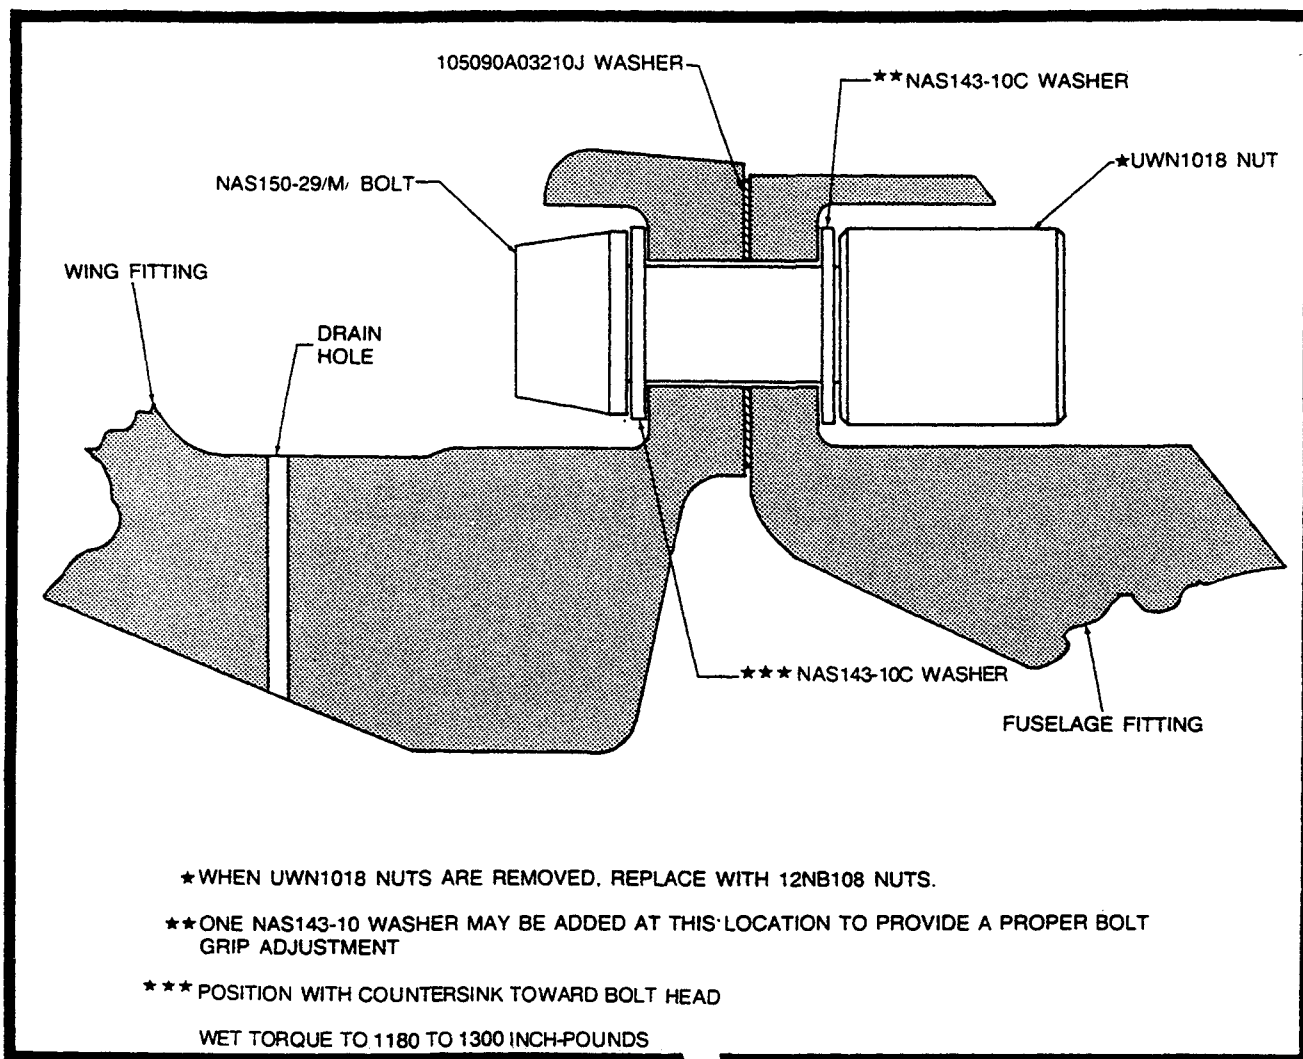 105090A03210J WASHER
★★NAS143-10C WASHER
★UWN1018 NUT
NAS150-29/M/ BOLT
WING FITTING
DRAIN
HOLE
★★★NAS143-10C WASHER
FUSELAGE FITTING
★WHEN UWN1018 NUTS ARE REMOVED. REPLACE WITH 12NB108 NUTS.
★★ONE NAS143-10 WASHER MAY BE ADDED AT THIS LOCATION TO PROVIDE A PROPER BOLT
GRIP ADJUSTMENT
★★★POSITION WITH COUNTERSINK TOWARD BOLT HEAD
WET TORQUE TO 1180 TO 1300 INCH-POUNDS